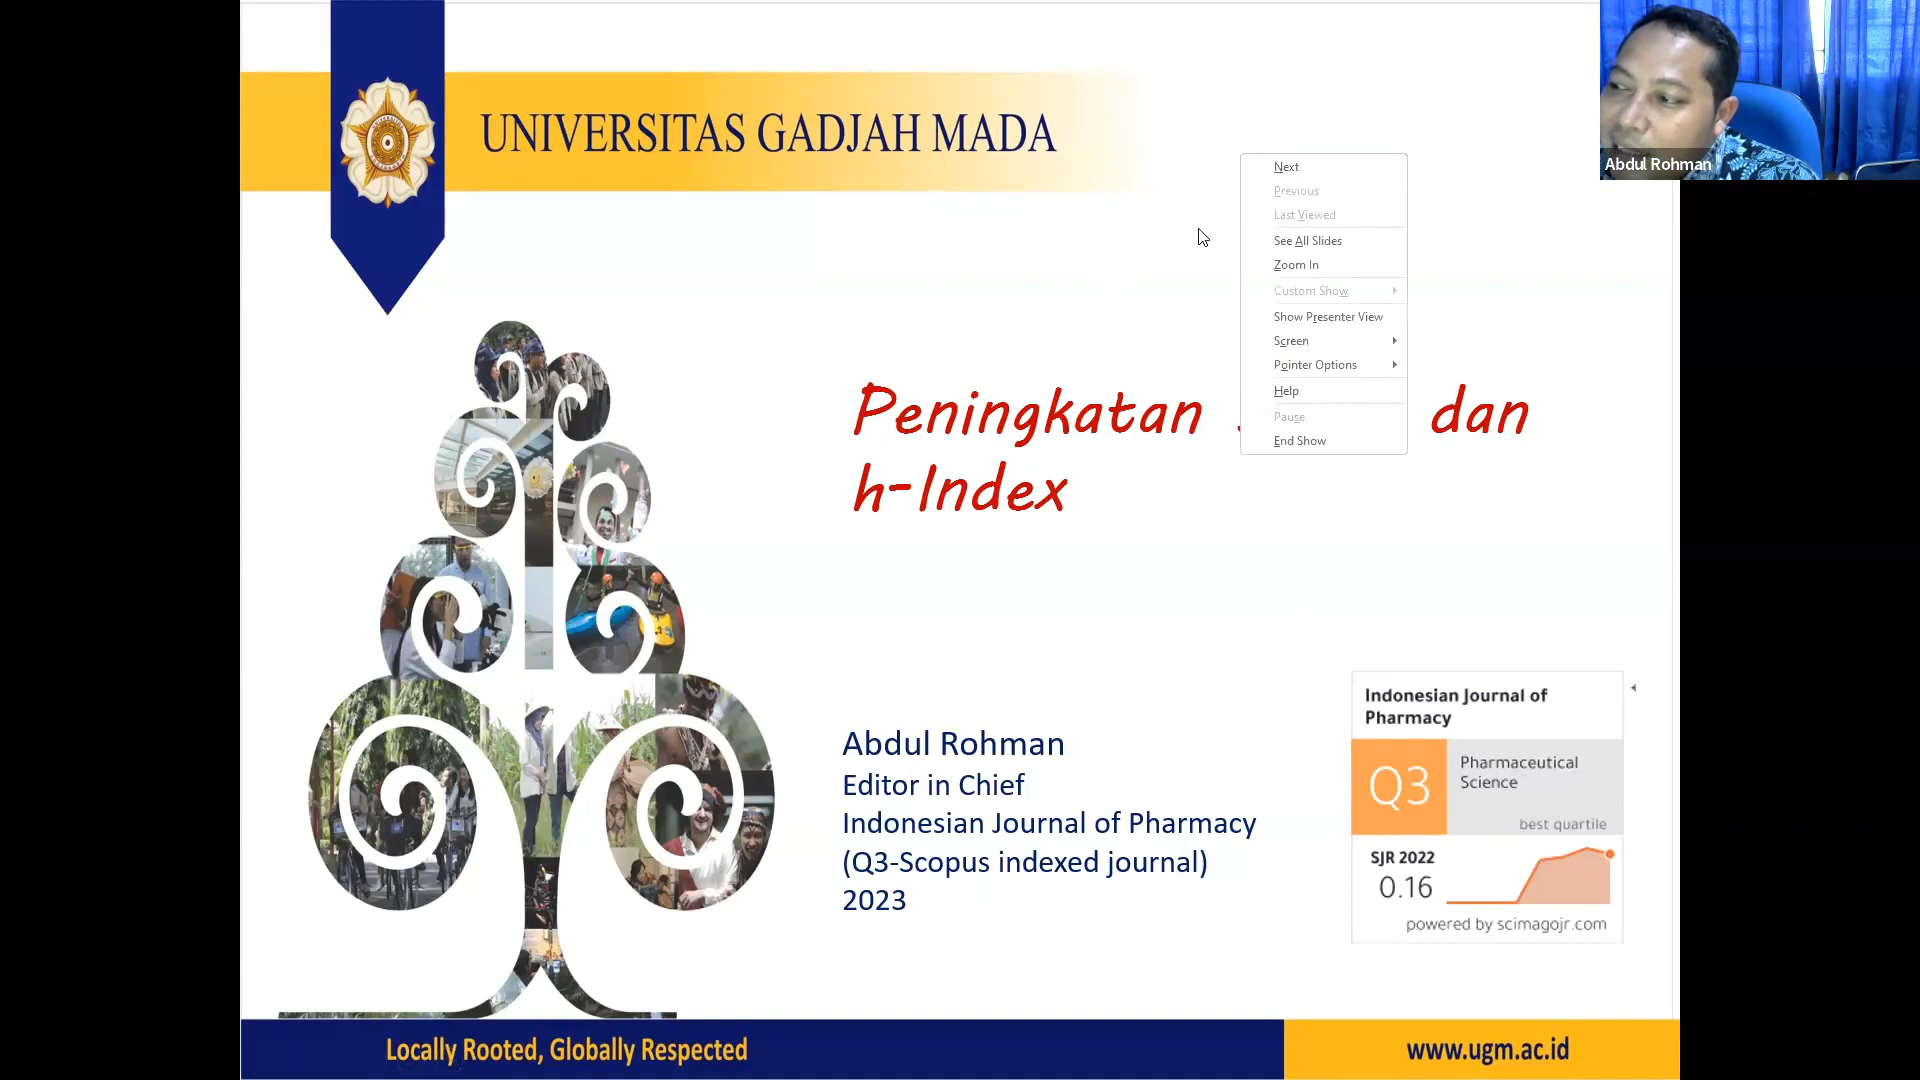 UNIVERSITAS GADJAH MADA
Abdul Rohman
Next
Previous
Last Viewed
See All Slides
Zoom In
Custom Show
Show Presenter View
Screen
Pointer Options
Help
Pause
End Show
Peningkatan dan
h-Index
Abdul Rohman
Editor in Chief
Indonesian Journal of Pharmacy
(Q3-Scopus indexed journal)
2023
Indonesian Journal of
Pharmacy
Q3
Pharmaceutical
Science
best quartile
SJR 2022
0.16
powered by scimagojr.com
Locally Rooted, Globally Respected
www.ugm.ac.id